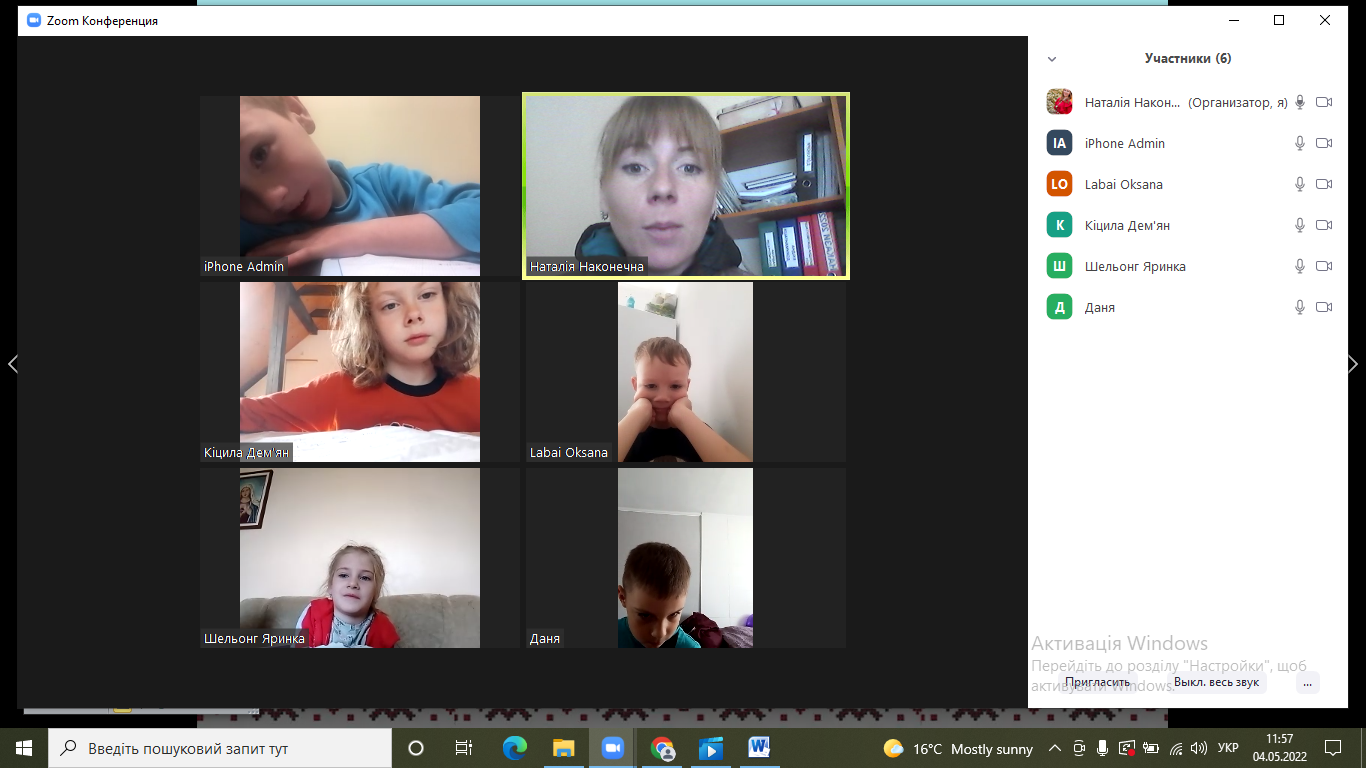 Zoom Конференция
iPhone Admin
Наталія Наконечна
Кіцила Дем'ян
Labai Oksana
Шельонг Яринка
Даня
Участники (6)
Наталія Након... (Организатор, я)
IA iPhone Admin
LO Labai Oksana
К Кіцила Дем'ян
Ш Шельонг Яринка
Д Даня
Активація Windows
Перейдіть до розділу "Настройки", щоб
активувати Windows.
Пригласить Выкл. весь звук ...
Введіть пошуковий запит тут
16°C Mostly sunny
УКР
11:57
04.05.2022